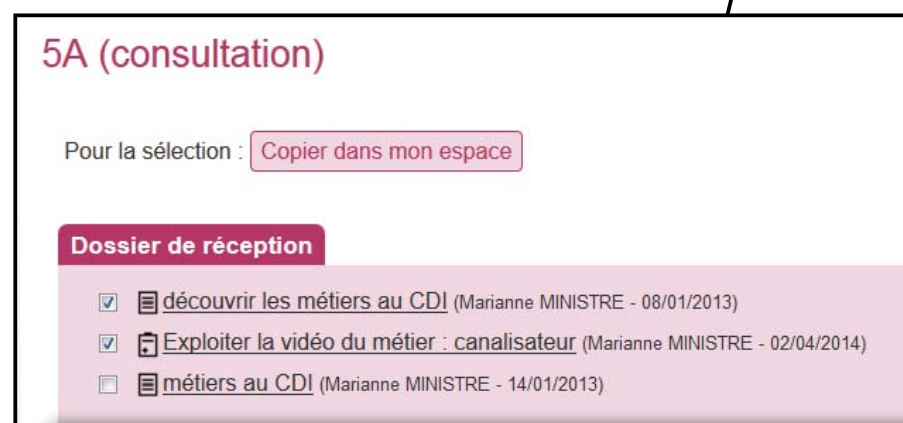 5A (consultation)
Pour la sélection : Copier dans mon espace
Dossier de réception
découvrir les métiers au CDI (Marianne MINISTRE - 08/01/2013)
Exploiter la vidéo du métier : canalisateur (Marianne MINISTRE - 02/04/2014)
métiers au CDI (Marianne MINISTRE - 14/01/2013)